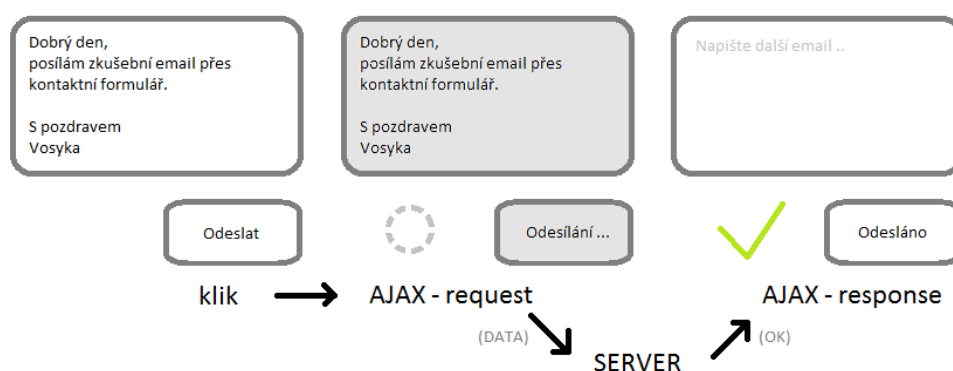 Dobrý den,
posílám zkušební email přes
kontaktní formulář.
S pozdravem
Vosyka
Dobrý den,
posílám zkušební email přes
kontaktní formulář.
S pozdravem
Vosyka
Napište další email ..
Odeslat
Odesílání ...
Odesláno
klik
AJAX - request
AJAX - response
(DATA)
(OK)
SERVER